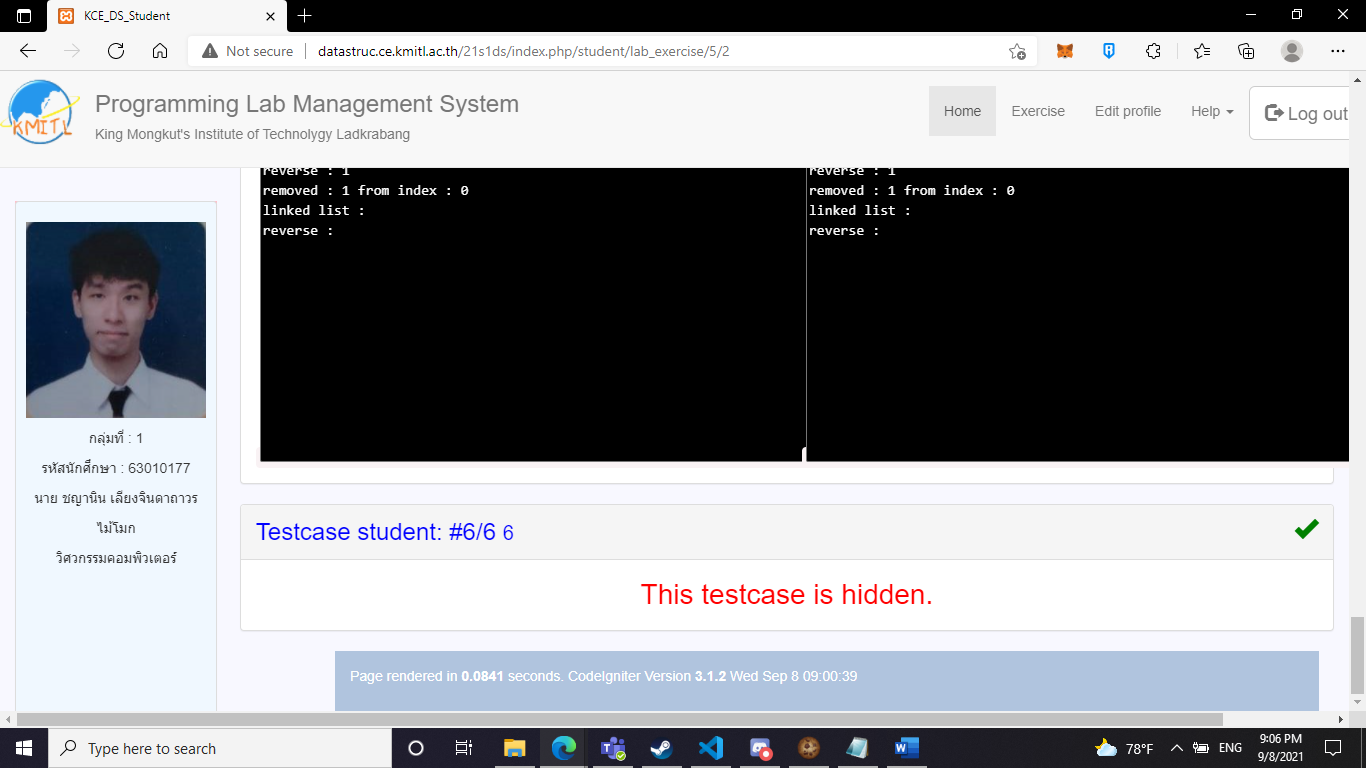 KCE_DS_Student
Not secure
datastruc.ce.kmitl.ac.th/21s1ds/index.php/student/lab_exercise/5/2
KMITL
Programming Lab Management System
King Mongkut's Institute of Technolygy Ladkrabang
Home
Exercise
Edit profile
Help
Log out
reverse : 1
removed : 1 from index : 0
linked list :
reverse :
reverse : 1
removed : 1 from index : 0
linked list :
reverse :
กลุ่มที่ : 1
รหัสนักศึกษา : 63010177
นาย ชญานิน เลียงจินดาถาวร
ไม้โมก
วิศวกรรมคอมพิวเตอร์
Testcase student: #6/6 6
This testcase is hidden.
Page rendered in 0.0841 seconds. CodeIgniter Version 3.1.2 Wed Sep 8 09:00:39
Type here to search
78°F
ENG
9:06 PM
9/8/2021